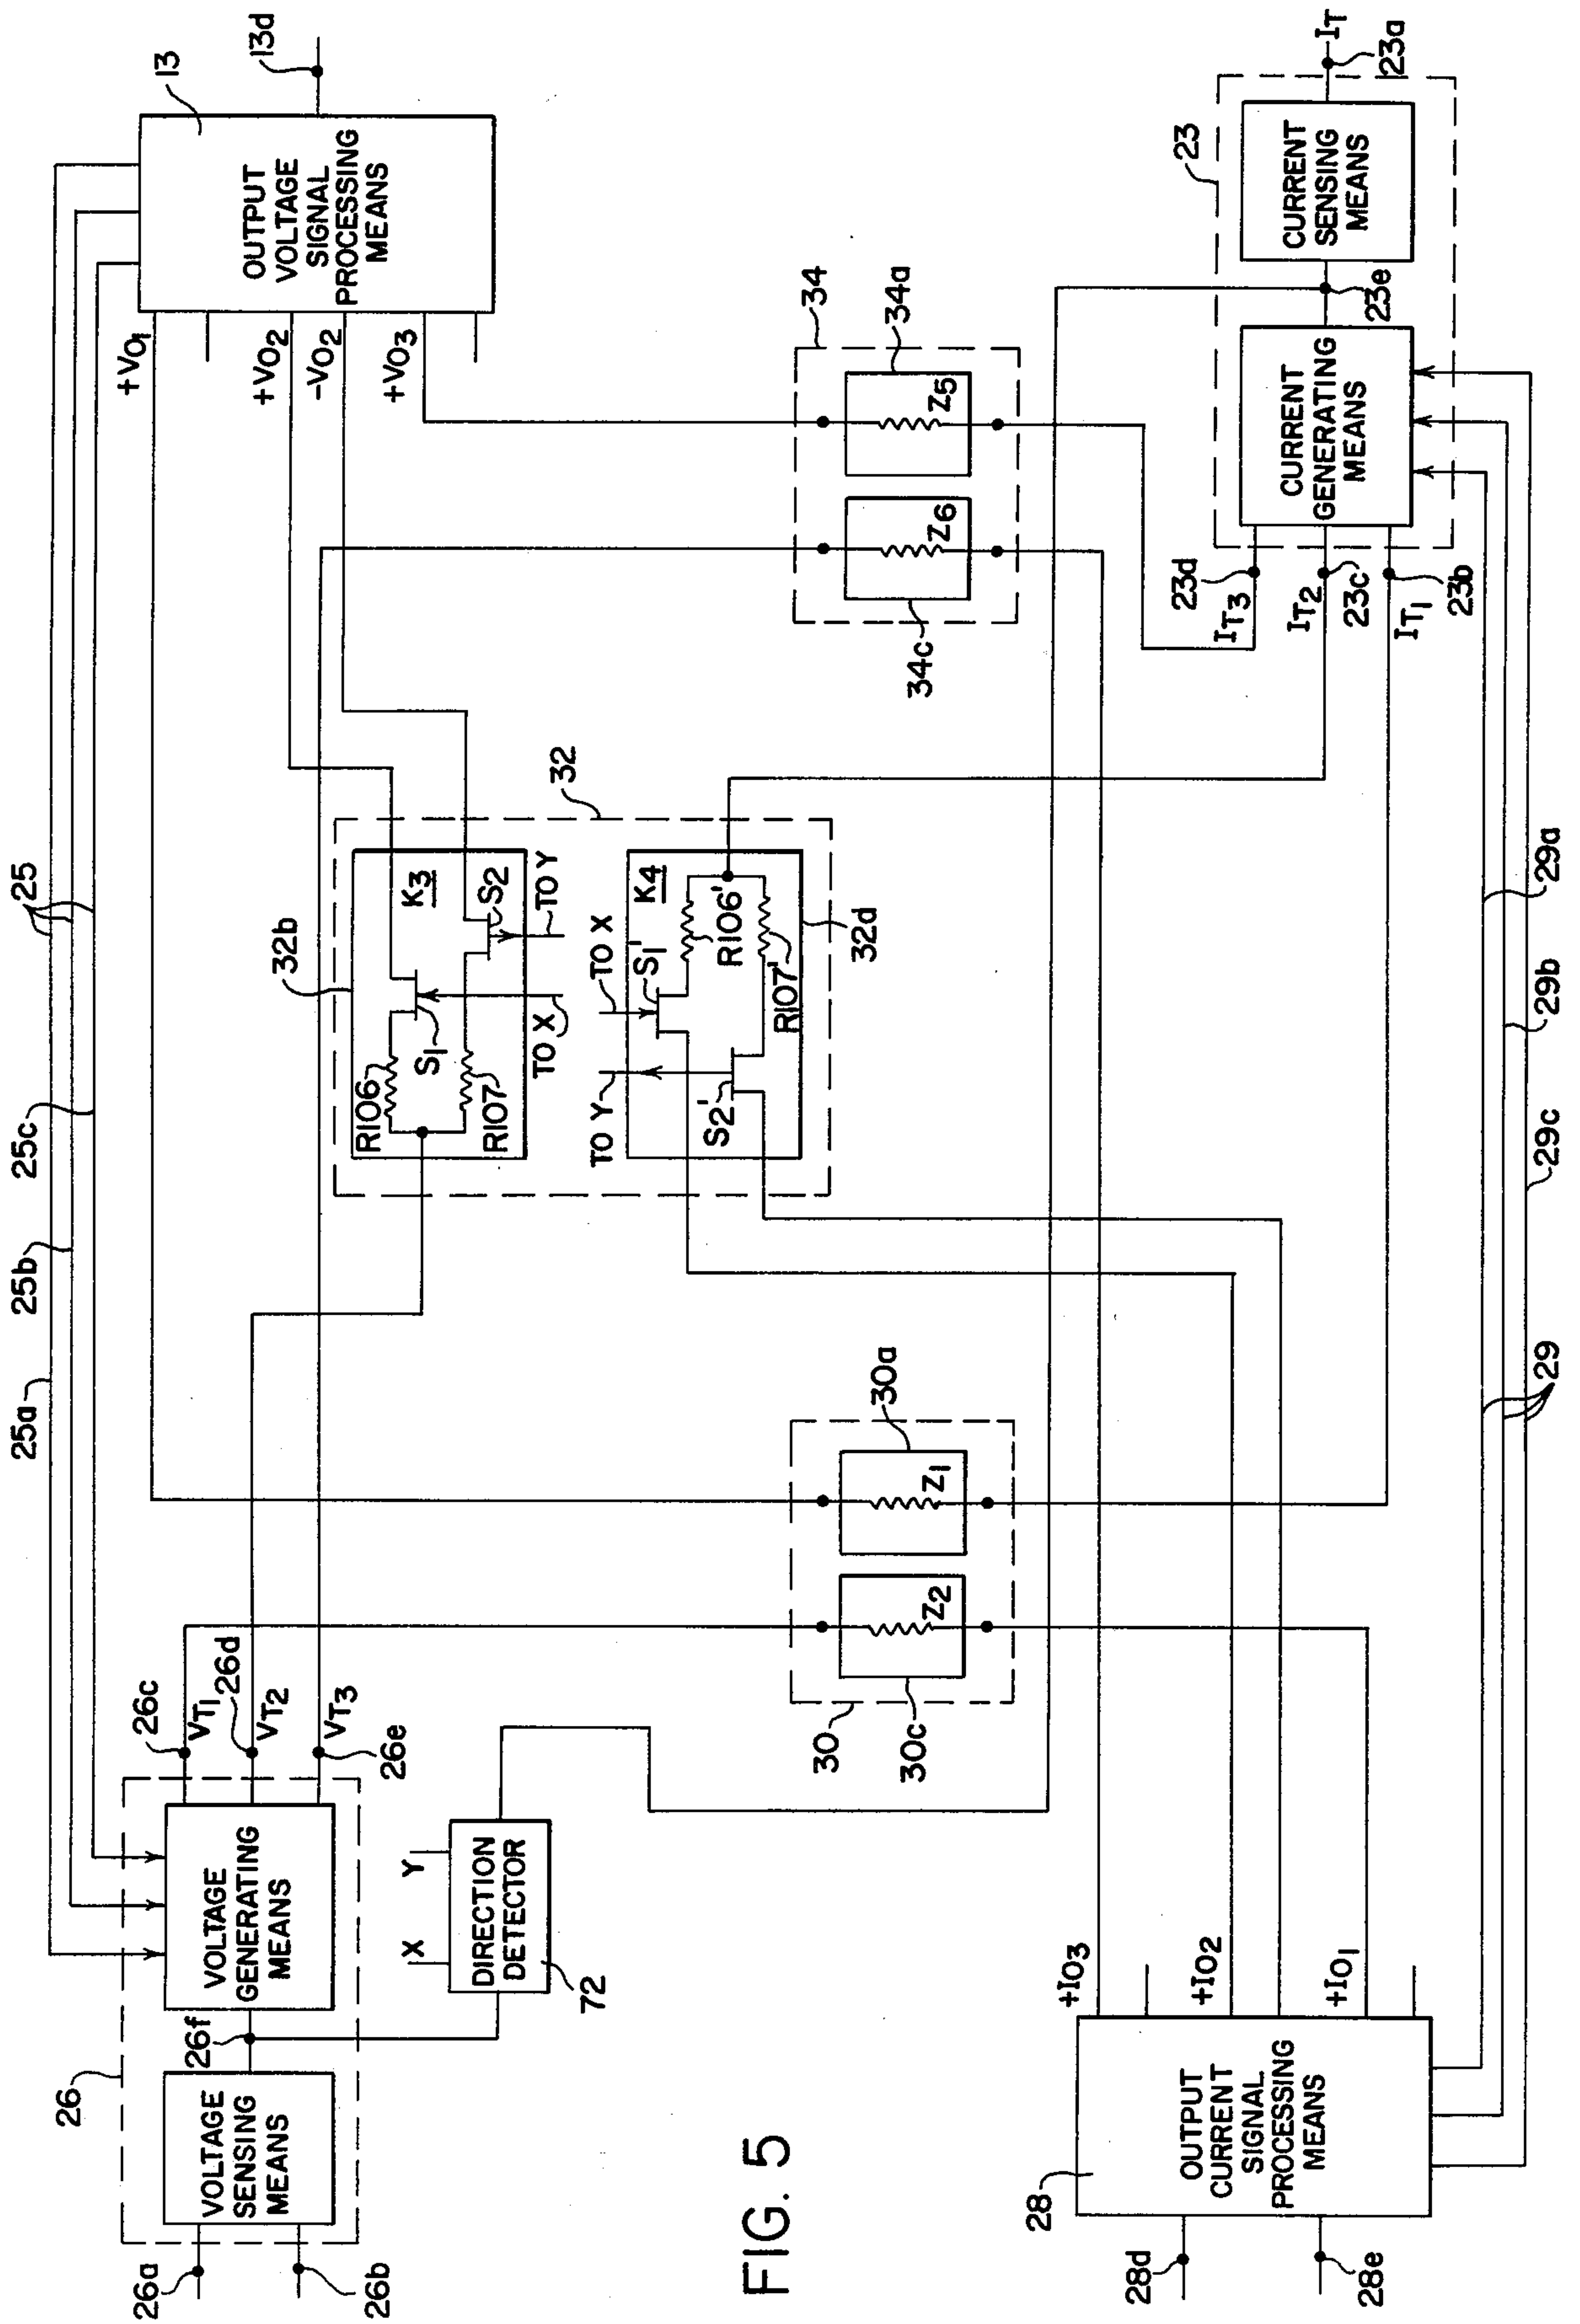 25a
25b
25c
25
26
26a
26b
VOLTAGE
SENSING
MEANS
26f
VOLTAGE
GENERATING
MEANS
26c
VT1
26d
VT2
VT3
26e
X
Y
DIRECTION
DETECTOR
72
13
13d
OUTPUT
VOLTAGE
SIGNAL
PROCESSING
MEANS
+VO1
+VO2
-VO2
+VO3
32b
K3
R106
S1
R107
S2
TO X
TO Y
32
TO Y
TO X
K4
S1'
S2'
R106'
R107'
32d
34
34a
Z5
Z6
34c
30a
Z1
Z2
30
30c
FIG. 5
28
28d
28e
OUTPUT
CURRENT
SIGNAL
PROCESSING
MEANS
+IO3
+IO2
+IO1
23
CURRENT
SENSING
MEANS
IT
23a
23e
CURRENT
GENERATING
MEANS
23d
IT3
IT2
23c
IT1
23b
29
29a
29b
29c